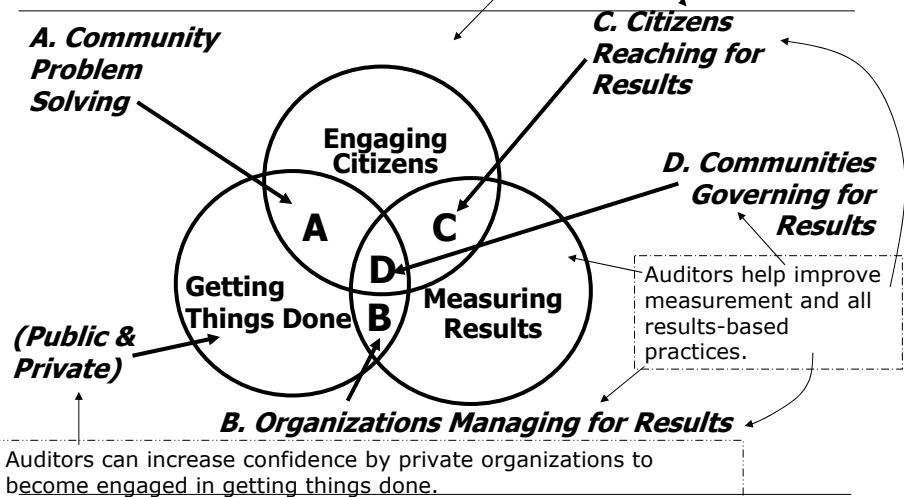 A. Community
Problem
Solving
C. Citizens
Reaching for
Results
Engaging
Citizens
D. Communities
Governing for
Results
A
C
D
B
Getting
Things Done
Measuring
Results
Auditors help improve
measurement and all
results-based
practices.
(Public &
Private)
B. Organizations Managing for Results
Auditors can increase confidence by private organizations to
become engaged in getting things done.